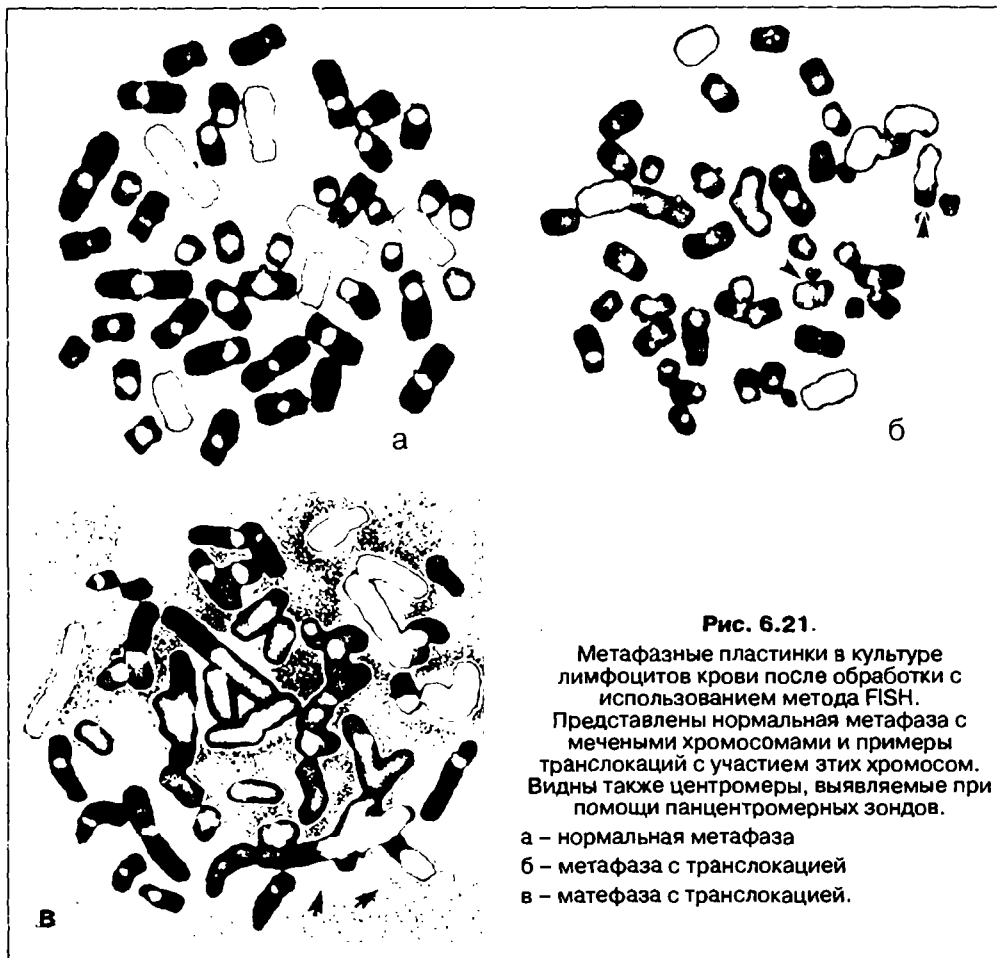 а
б
в
Рис. 6.21.
Метафазные пластинки в культуре
лимфоцитов крови после обработки с
использованием метода FISH.
Представлены нормальная метафаза с
мечеными хромосомами и примеры
транслокаций с участием этих хромосом.
Видны также центромеры, выявляемые при
помощи панцентромерных зондов.
а – нормальная метафаза
б – метафаза с транслокацией
в – матефаза с транслокацией.